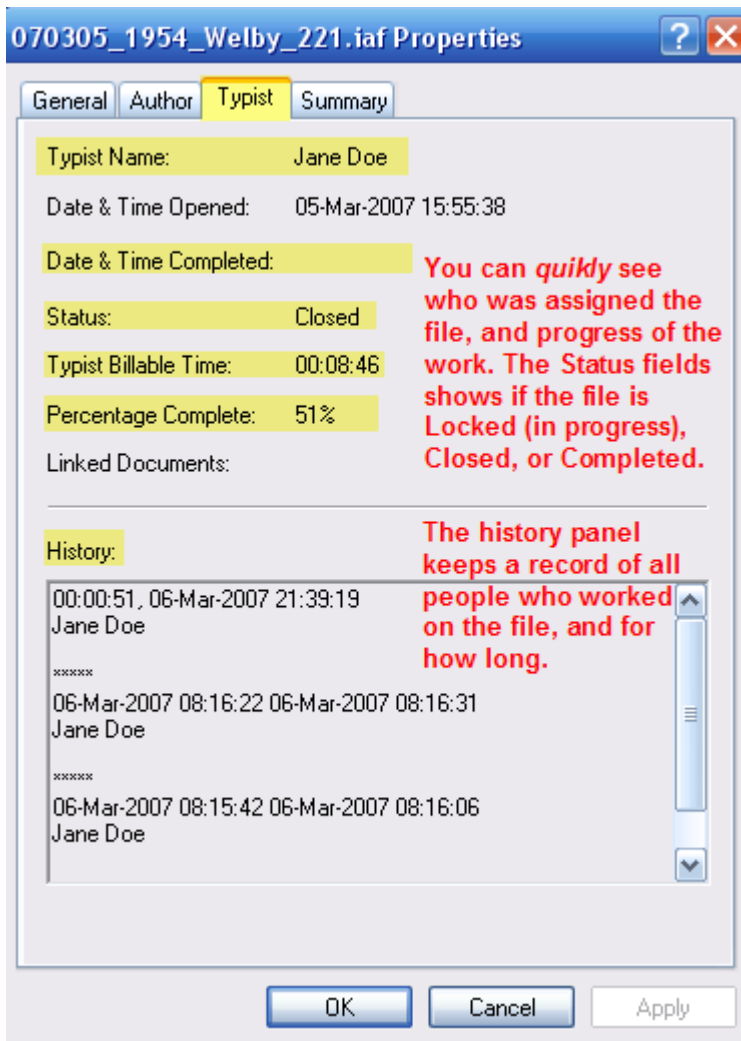 070305_1954_Welby_221.iaf Properties
General Author Typist Summary
Typist Name: Jane Doe
Date & Time Opened: 05-Mar-2007 15:55:38
Date & Time Completed:
Status: Closed
Typist Billable Time: 00:08:46
Percentage Complete: 51%
Linked Documents:
You can quikly see
who was assigned the
file, and progress of the
work. The Status fields
shows if the file is
Locked (in progress),
Closed, or Completed.
History:
The history panel
keeps a record of all
people who worked
on the file, and for
how long.
00:00:51, 06-Mar-2007 21:39:19
Jane Doe
*****
06-Mar-2007 08:16:22 06-Mar-2007 08:16:31
Jane Doe
*****
06-Mar-2007 08:15:42 06-Mar-2007 08:16:06
Jane Doe
OK Cancel Apply